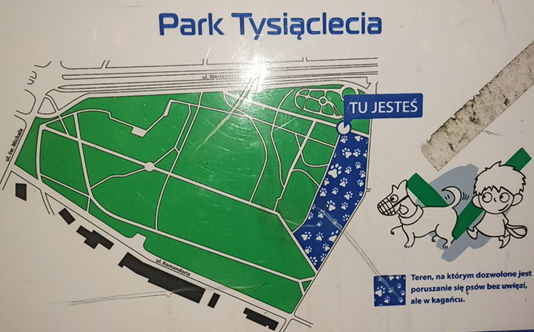 Park Tysiąclecia
ul. Warszawska
TU JESTEŚ
ul. św. Michała
ul. Komandoria
Teren, na którym dozwolone jest
poruszanie się psów bez uwięzi,
ale w kagańcu.